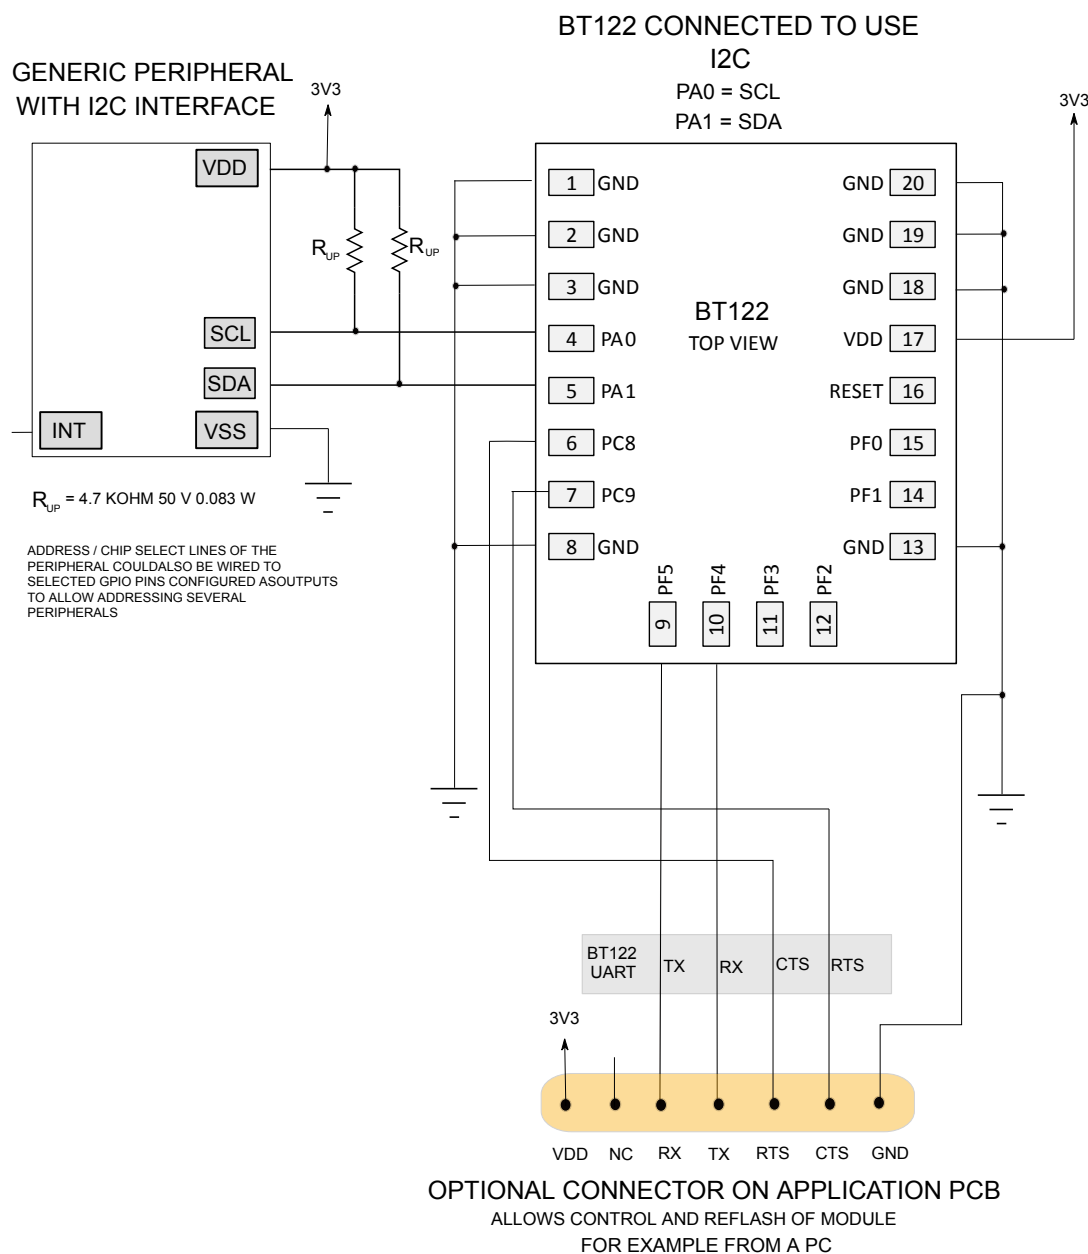 BT122 CONNECTED TO USE
I2C
PA0 = SCL
PA1 = SDA
GENERIC PERIPHERAL
WITH I2C INTERFACE
3V3
3V3
VDD
SCL
SDA
INT
VSS
RUP
RUP
RUP = 4.7 KOHM 50 V 0.083 W
ADDRESS / CHIP SELECT LINES OF THE
PERIPHERAL COULDALSO BE WIRED TO
SELECTED GPIO PINS CONFIGURED ASOUTPUTS
TO ALLOW ADDRESSING SEVERAL
PERIPHERALS
1 GND
2 GND
3 GND
4 PA0
5 PA1
6 PC8
7 PC9
8 GND
BT122
TOP VIEW
GND 20
GND 19
GND 18
VDD 17
RESET 16
PF0 15
PF1 14
GND 13
PF5 PF4 PF3 PF2
9 10 11 12
BT122
UART
TX RX CTS RTS
3V3
VDD NC RX TX RTS CTS GND
OPTIONAL CONNECTOR ON APPLICATION PCB
ALLOWS CONTROL AND REFLASH OF MODULE
FOR EXAMPLE FROM A PC